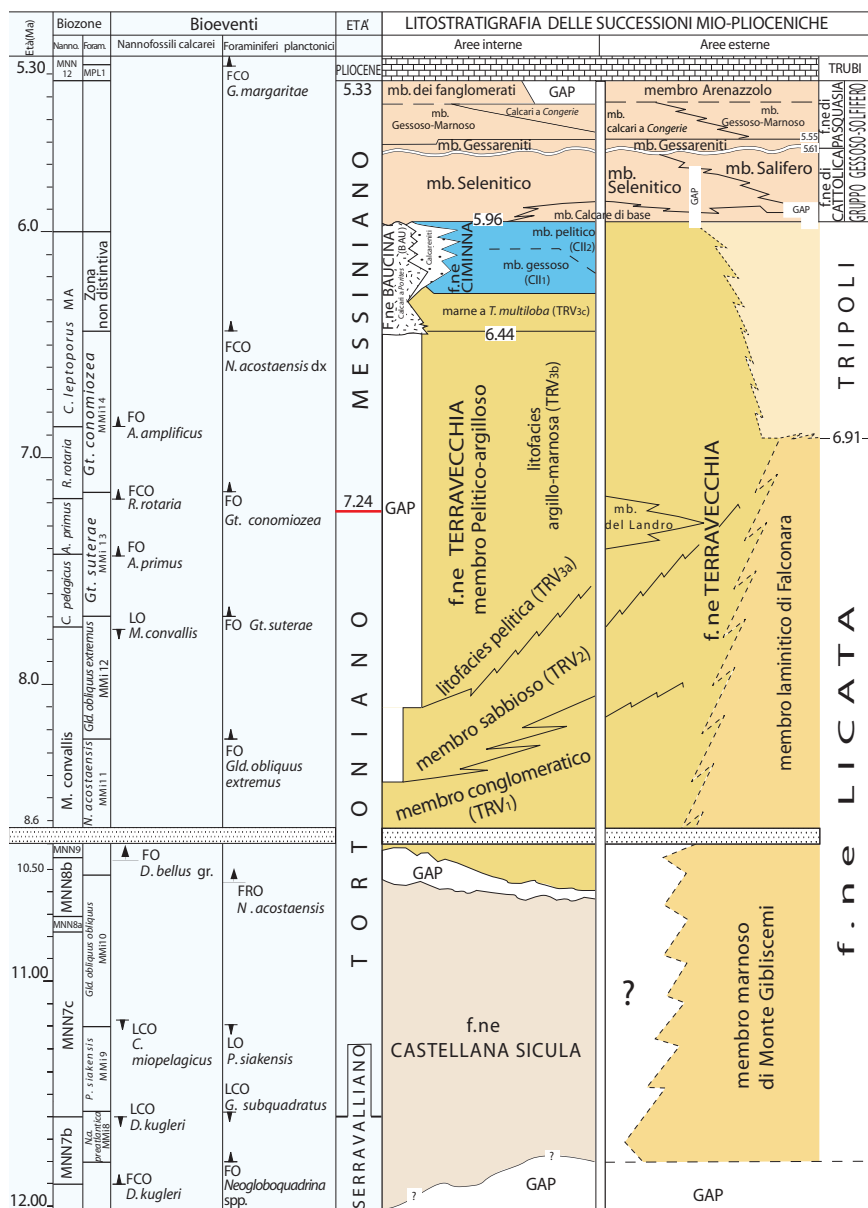 Età(Ma)
Biozone
Nanno.
Foram.
Bioeventi
Nannofossili calcarei
Foraminiferi planctonici
ETA'
LITOSTRATIGRAFIA DELLE SUCCESSIONI MIO-PLIOCENICHE
Aree interne
Aree esterne
5.30
6.0
7.0
8.0
8.6
10.50
11.00
12.00
MNN
12
C. leptoporus MA
R. rotaria
A. primus
C. pelagicus
M. convallis
MNN9
MNN8b
MNN8a
MNN7c
MNN7b
MPL1
Zona
non distintiva
Gt. conomiozea
MMi14
Gt. suterae
MMi 13
Gld. obliquus extremus
MMi 12
N. acostaensis
MMi11
Gld. obliquus obliquus
MMi10
P. siakensis
MMi9
N.a.
preatlantica
MMi8
FO
A. amplificus
FCO
R. rotaria
FO
A. primus
LO
M. convallis
FO
D. bellus gr.
LCO
C.
miopelagicus
LCO
D. kugleri
FCO
D. kugleri
FCO
G. margaritae
FCO
N. acostaensis dx
FO
Gt. conomiozea
FO Gt. suterae
FO
Gld. obliquus
extremus
FRO
N. acostaensis
LO
P. siakensis
LCO
G. subquadratus
FO
Neogloboquadrina
spp.
PLIOCENE
5.33
MESSINIANO
7.24
TORTONIANO
SERRAVALLIANO
mb. dei fanglomerati
GAP
mb.
Gessoso-Marnoso
Calcari a Congerie
mb. Gessareniti
mb. Selenitico
mb. Calcare di base
5.96
f.ne BAUCINA
(BAU)
Calcari a Porites
Calcareniti
f.ne
CIMINNA
mb. pelitico
(CII2)
mb. gessoso
(CII1)
marne a T. multiloba (TRV3c)
6.44
GAP
f.ne TERRAVECCHIA
membro Pelitico-argilloso
litofacies
argillo-marnosa (TRV3b)
litofacies pelitica (TRV3a)
membro sabbioso (TRV2)
membro conglomeratico
(TRV1)
GAP
f.ne
CASTELLANA SICULA
?
?
GAP
membro Arenazzolo
mb.
calcari a Congerie
mb.
Gessoso-Marnoso
5.55
mb. Gessareniti
5.61
mb.
Selenitico
mb. Salifero
GAP
GAP
mb.
del Landro
f.ne TERRAVECCHIA
membro laminitico di Falconara
?
membro marnoso
di Monte Gibliscemi
GAP
TRUBI
f.ne di
PASQUASIA
f.ne di
CATTOLICA
GRUPPO GESSOSO-SOLFIFERO
TRIPOLI
6.91
f.ne LICATA